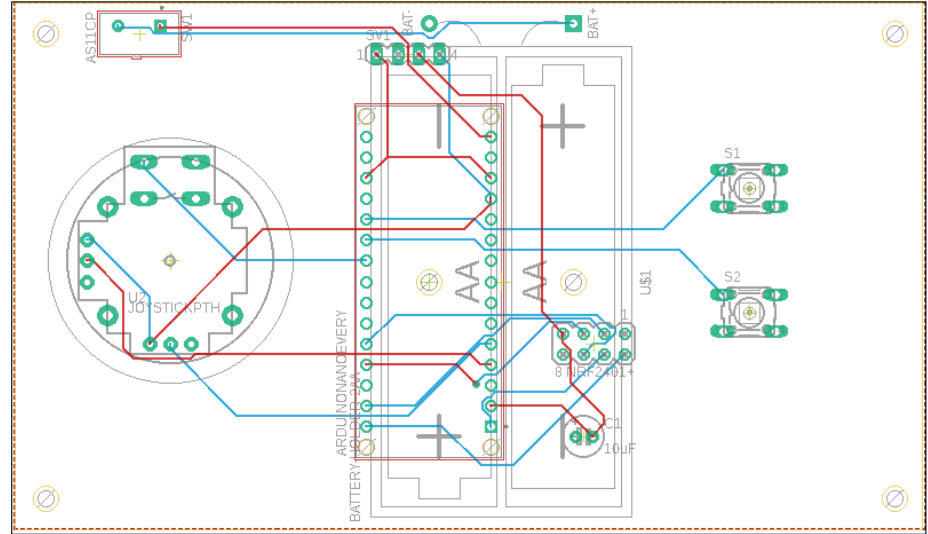 AS11CP
SW1
BAT-
BAT+
SV1
1
4
S1
AA
AA
U$1
S2
U2
JOYSTICKPTH
1
8
NRF2401+
ARDUINONANOEVERY
BATTERY HOLDER-2AA
C1
10uF